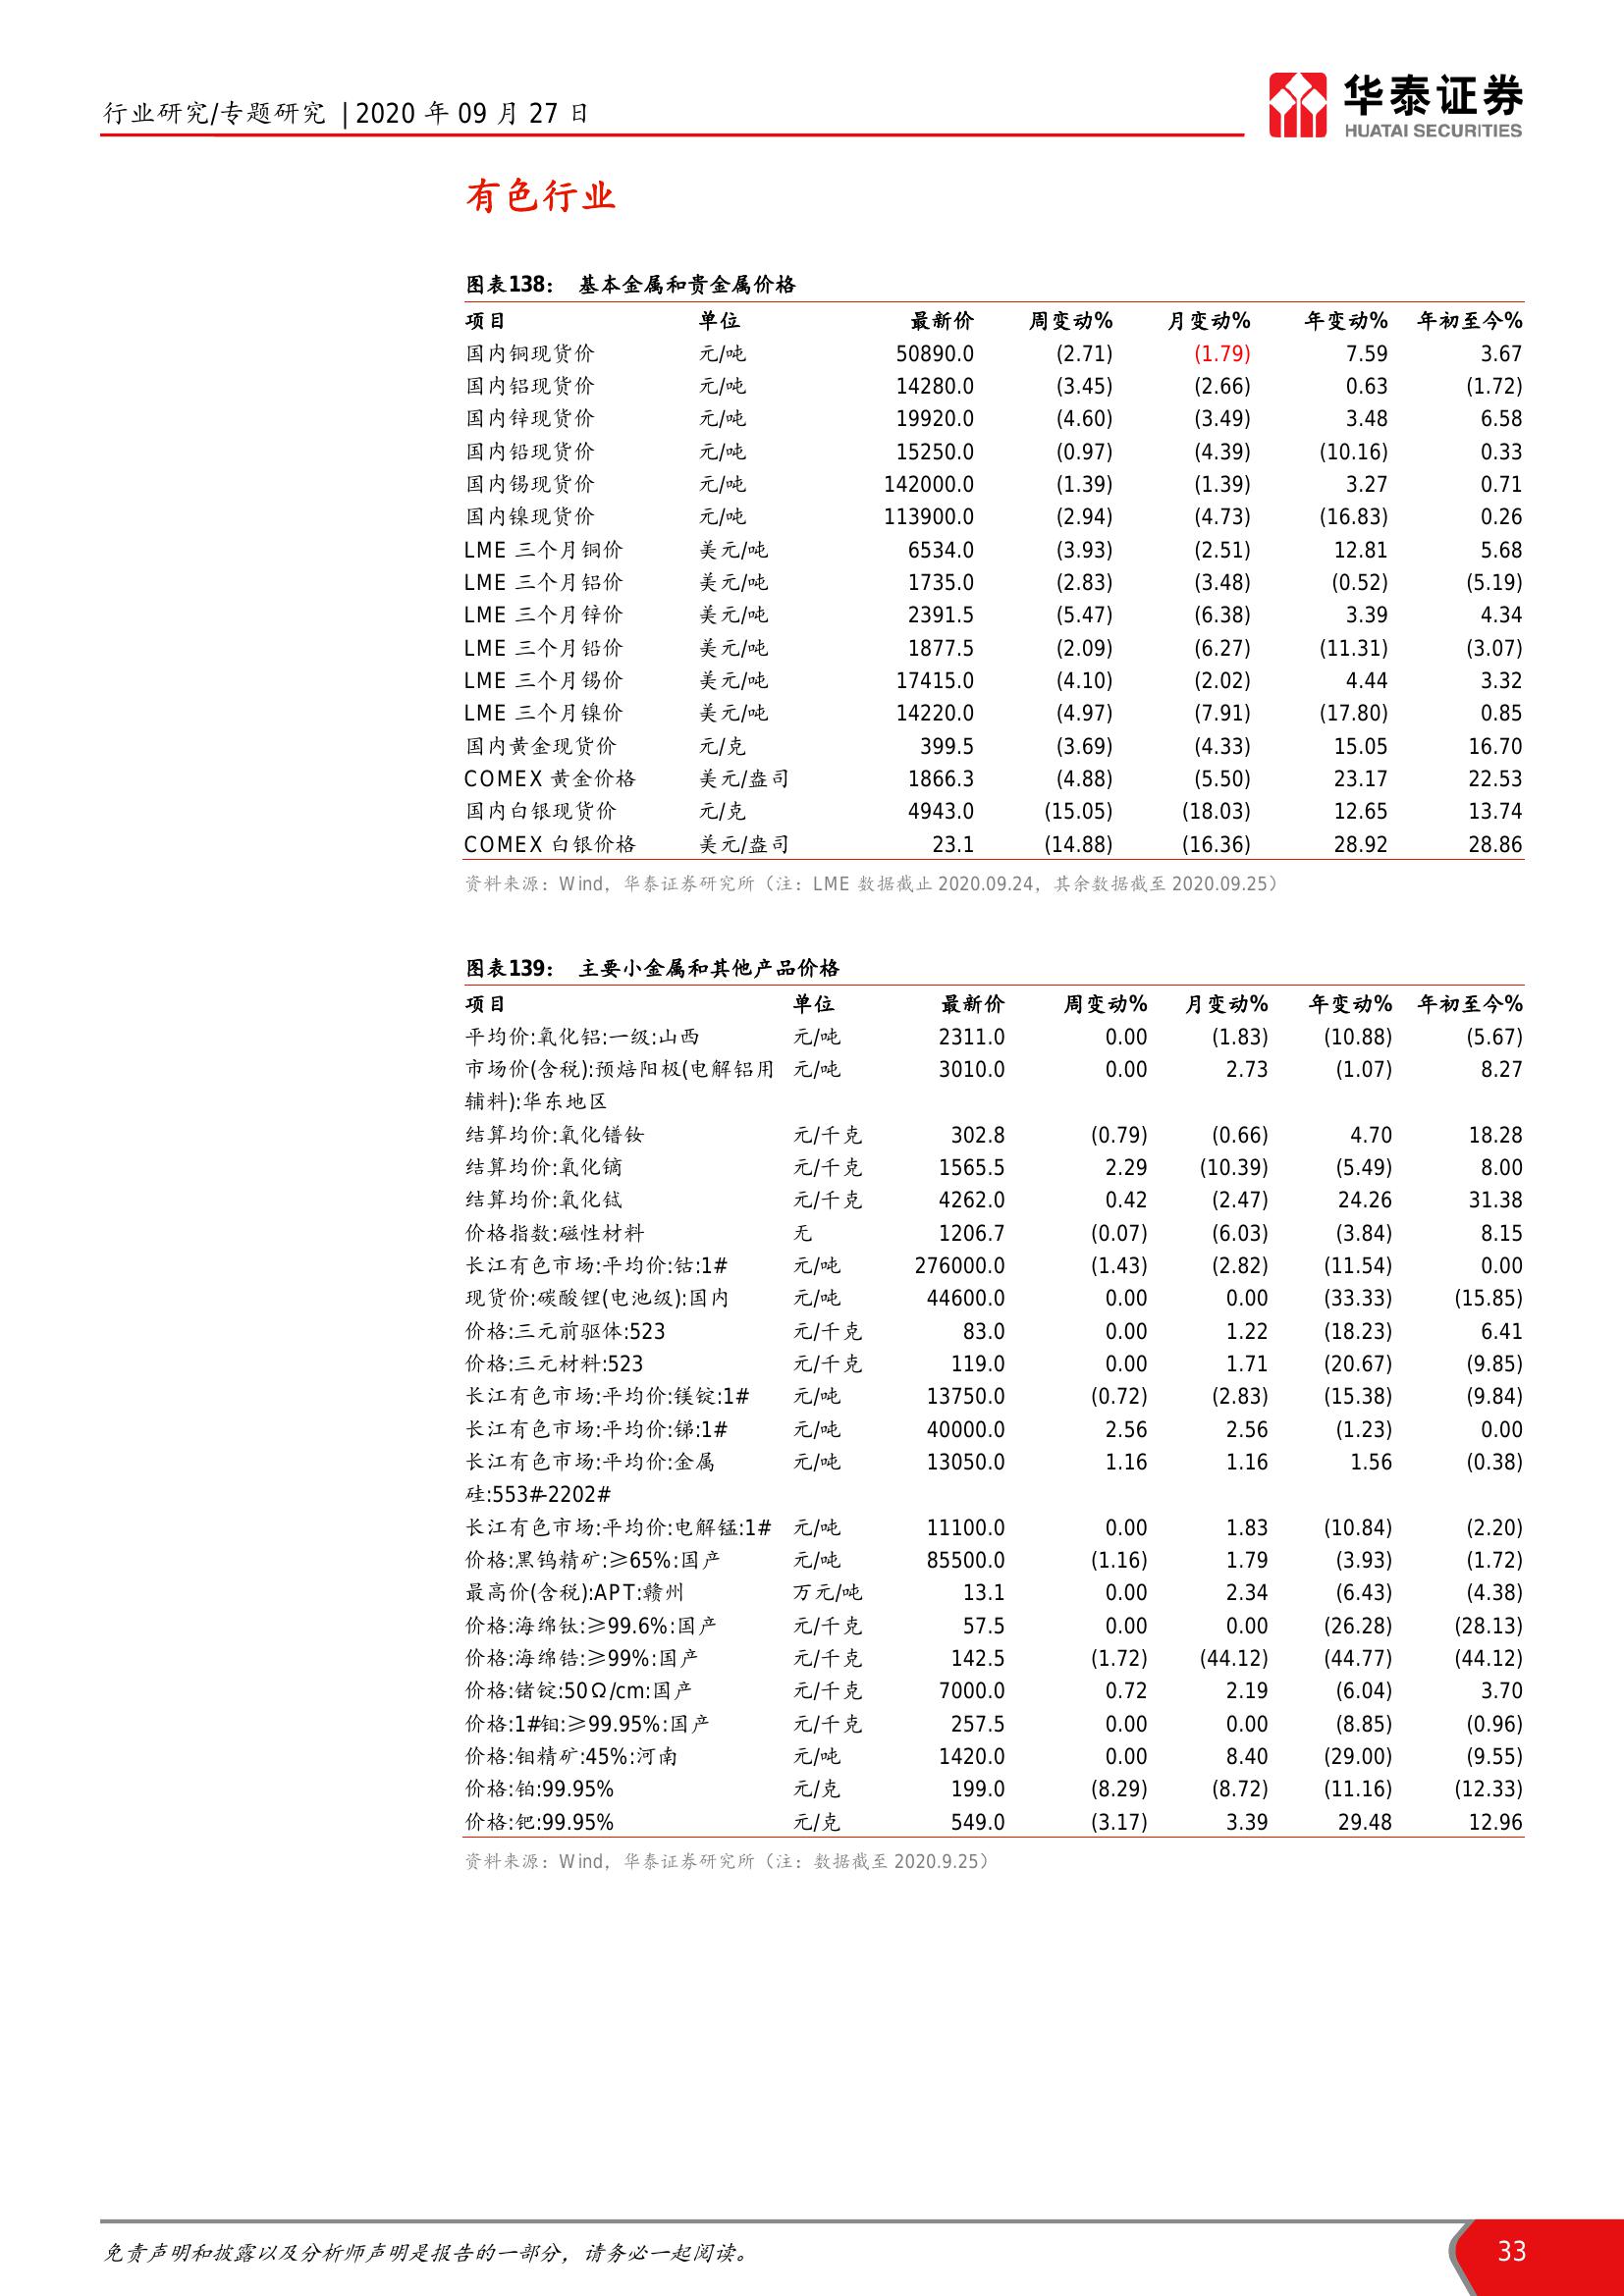 行业研究/专题研究 | 2020 年 09 月 27 日
华泰证券
HUATAI SECURITIES
有色行业
图表138： 基本金属和贵金属价格
项目 单位 最新价 周变动% 月变动% 年变动% 年初至今%
国内铜现货价 元/吨 50890.0 (2.71) (1.79) 7.59 3.67
国内铝现货价 元/吨 14280.0 (3.45) (2.66) 0.63 (1.72)
国内锌现货价 元/吨 19920.0 (4.60) (3.49) 3.48 6.58
国内铅现货价 元/吨 15250.0 (0.97) (4.39) (10.16) 0.33
国内锡现货价 元/吨 142000.0 (1.39) (1.39) 3.27 0.71
国内镍现货价 元/吨 113900.0 (2.94) (4.73) (16.83) 0.26
LME 三个月铜价 美元/吨 6534.0 (3.93) (2.51) 12.81 5.68
LME 三个月铝价 美元/吨 1735.0 (2.83) (3.48) (0.52) (5.19)
LME 三个月锌价 美元/吨 2391.5 (5.47) (6.38) 3.39 4.34
LME 三个月铅价 美元/吨 1877.5 (2.09) (6.27) (11.31) (3.07)
LME 三个月锡价 美元/吨 17415.0 (4.10) (2.02) 4.44 3.32
LME 三个月镍价 美元/吨 14220.0 (4.97) (7.91) (17.80) 0.85
国内黄金现货价 元/克 399.5 (3.69) (4.33) 15.05 16.70
COMEX 黄金价格 美元/盎司 1866.3 (4.88) (5.50) 23.17 22.53
国内白银现货价 元/克 4943.0 (15.05) (18.03) 12.65 13.74
COMEX 白银价格 美元/盎司 23.1 (14.88) (16.36) 28.92 28.86
资料来源：Wind，华泰证券研究所（注：LME 数据截止 2020.09.24，其余数据截至 2020.09.25）
图表139： 主要小金属和其他产品价格
项目 单位 最新价 周变动% 月变动% 年变动% 年初至今%
平均价:氧化铝:一级:山西 元/吨 2311.0 0.00 (1.83) (10.88) (5.67)
市场价(含税):预焙阳极(电解铝用 元/吨 3010.0 0.00 2.73 (1.07) 8.27
辅料):华东地区
结算均价:氧化镨钕 元/千克 302.8 (0.79) (0.66) 4.70 18.28
结算均价:氧化镝 元/千克 1565.5 2.29 (10.39) (5.49) 8.00
结算均价:氧化铽 元/千克 4262.0 0.42 (2.47) 24.26 31.38
价格指数:磁性材料 无 1206.7 (0.07) (6.03) (3.84) 8.15
长江有色市场:平均价:钴:1# 元/吨 276000.0 (1.43) (2.82) (11.54) 0.00
现货价:碳酸锂(电池级):国内 元/吨 44600.0 0.00 0.00 (33.33) (15.85)
价格:三元前驱体:523 元/千克 83.0 0.00 1.22 (18.23) 6.41
价格:三元材料:523 元/千克 119.0 0.00 1.71 (20.67) (9.85)
长江有色市场:平均价:镁锭:1# 元/吨 13750.0 (0.72) (2.83) (15.38) (9.84)
长江有色市场:平均价:锑:1# 元/吨 40000.0 2.56 2.56 (1.23) 0.00
长江有色市场:平均价:金属 元/吨 13050.0 1.16 1.16 1.56 (0.38)
硅:553#-2202#
长江有色市场:平均价:电解锰:1# 元/吨 11100.0 0.00 1.83 (10.84) (2.20)
价格:黑钨精矿:≥65%:国产 元/吨 85500.0 (1.16) 1.79 (3.93) (1.72)
最高价(含税):APT:赣州 万元/吨 13.1 0.00 2.34 (6.43) (4.38)
价格:海绵钛:≥99.6%:国产 元/千克 57.5 0.00 0.00 (26.28) (28.13)
价格:海绵锆:≥99%:国产 元/千克 142.5 (1.72) (44.12) (44.77) (44.12)
价格:锗锭:50Ω/cm:国产 元/千克 7000.0 0.72 2.19 (6.04) 3.70
价格:1#钼:≥99.95%:国产 元/千克 257.5 0.00 0.00 (8.85) (0.96)
价格:钼精矿:45%:河南 元/吨 1420.0 0.00 8.40 (29.00) (9.55)
价格:铂:99.95% 元/克 199.0 (8.29) (8.72) (11.16) (12.33)
价格:钯:99.95% 元/克 549.0 (3.17) 3.39 29.48 12.96
资料来源：Wind，华泰证券研究所（注：数据截至 2020.9.25）
免责声明和披露以及分析师声明是报告的一部分，请务必一起阅读。
33